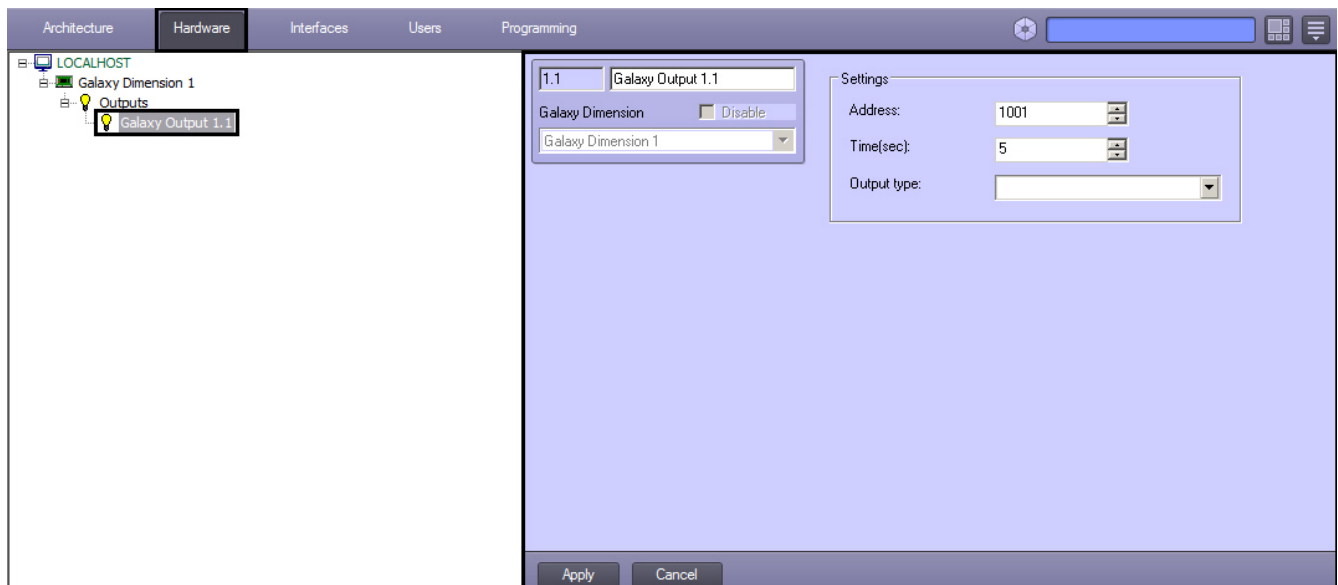 Architecture Hardware Interfaces Users Programming
LOCALHOST
Galaxy Dimension 1
Outputs
Galaxy Output 1.1
1.1 Galaxy Output 1.1
Galaxy Dimension Disable
Galaxy Dimension 1
Settings
Address: 1001
Time(sec): 5
Output type:
Apply Cancel